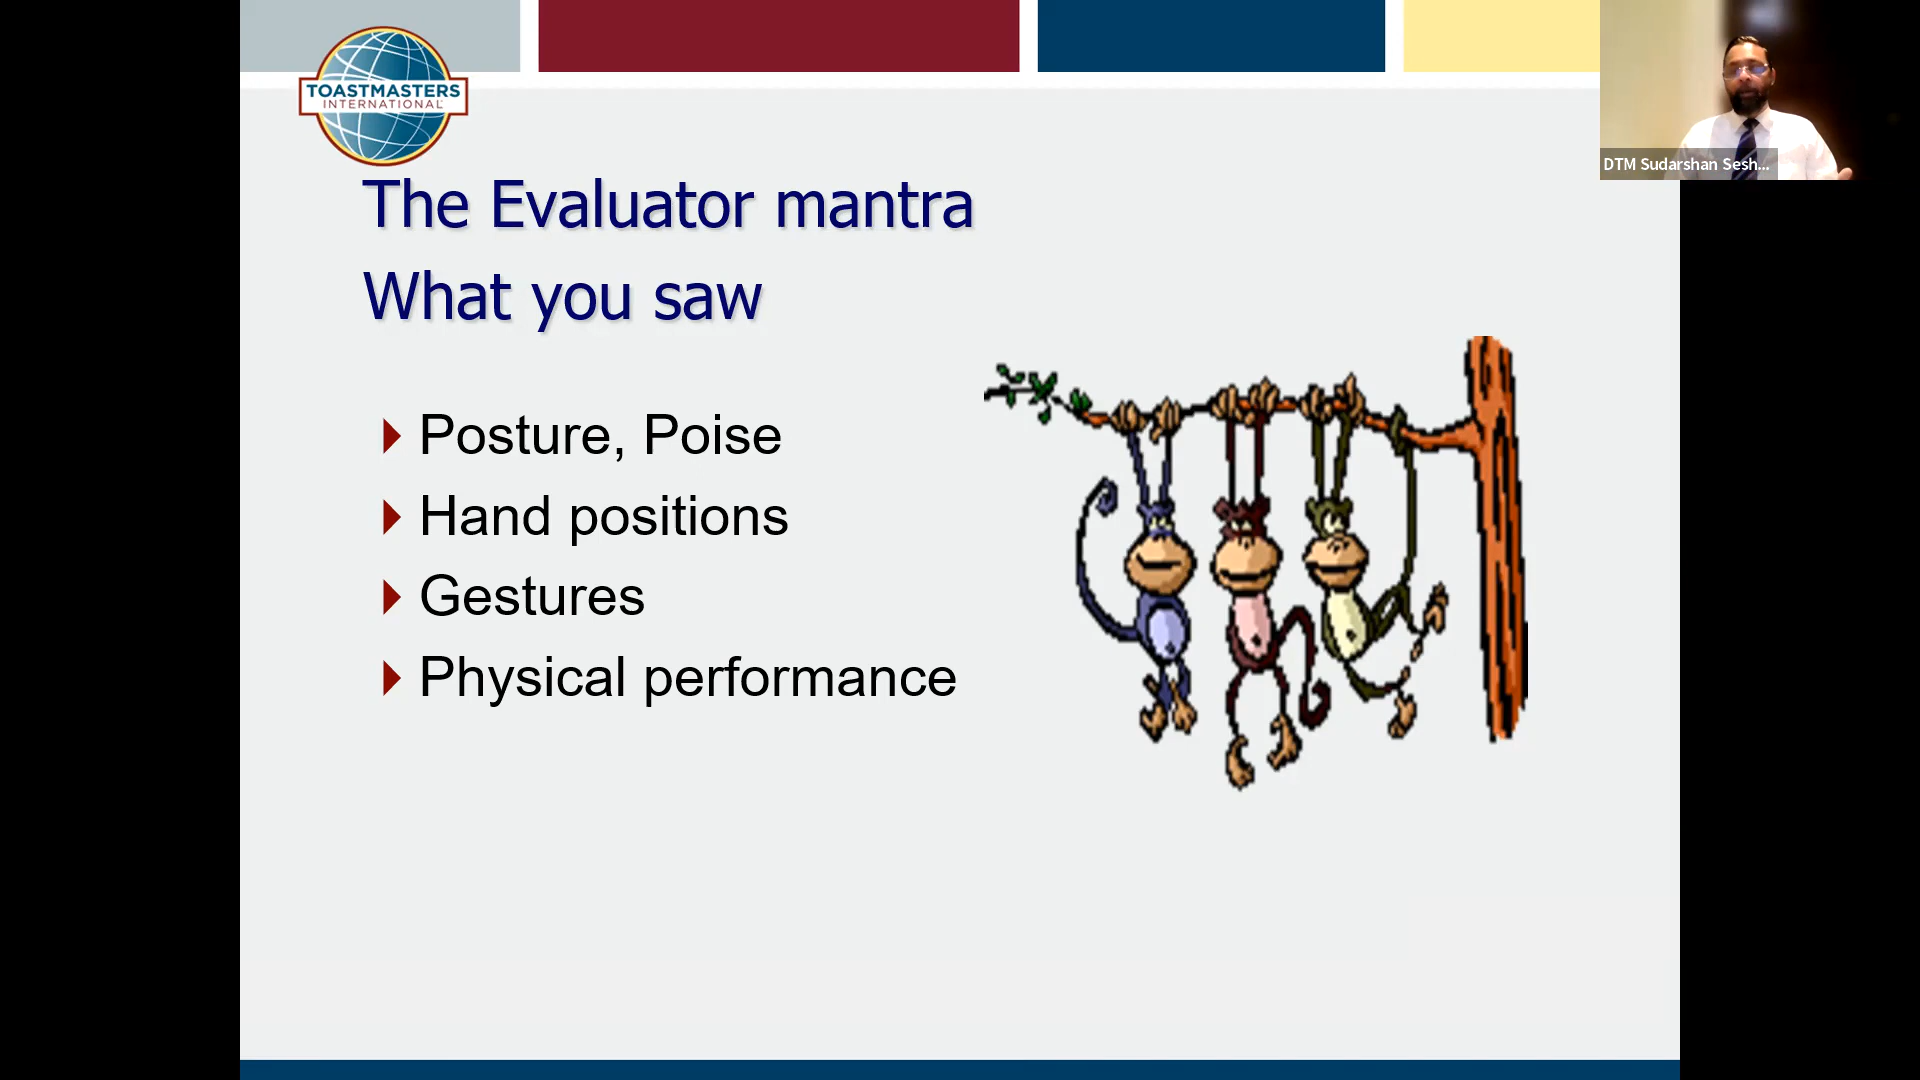 TOASTMASTERS
INTERNATIONAL
DTM Sudarshan Sesh...
The Evaluator mantra
What you saw
Posture, Poise
Hand positions
Gestures
Physical performance